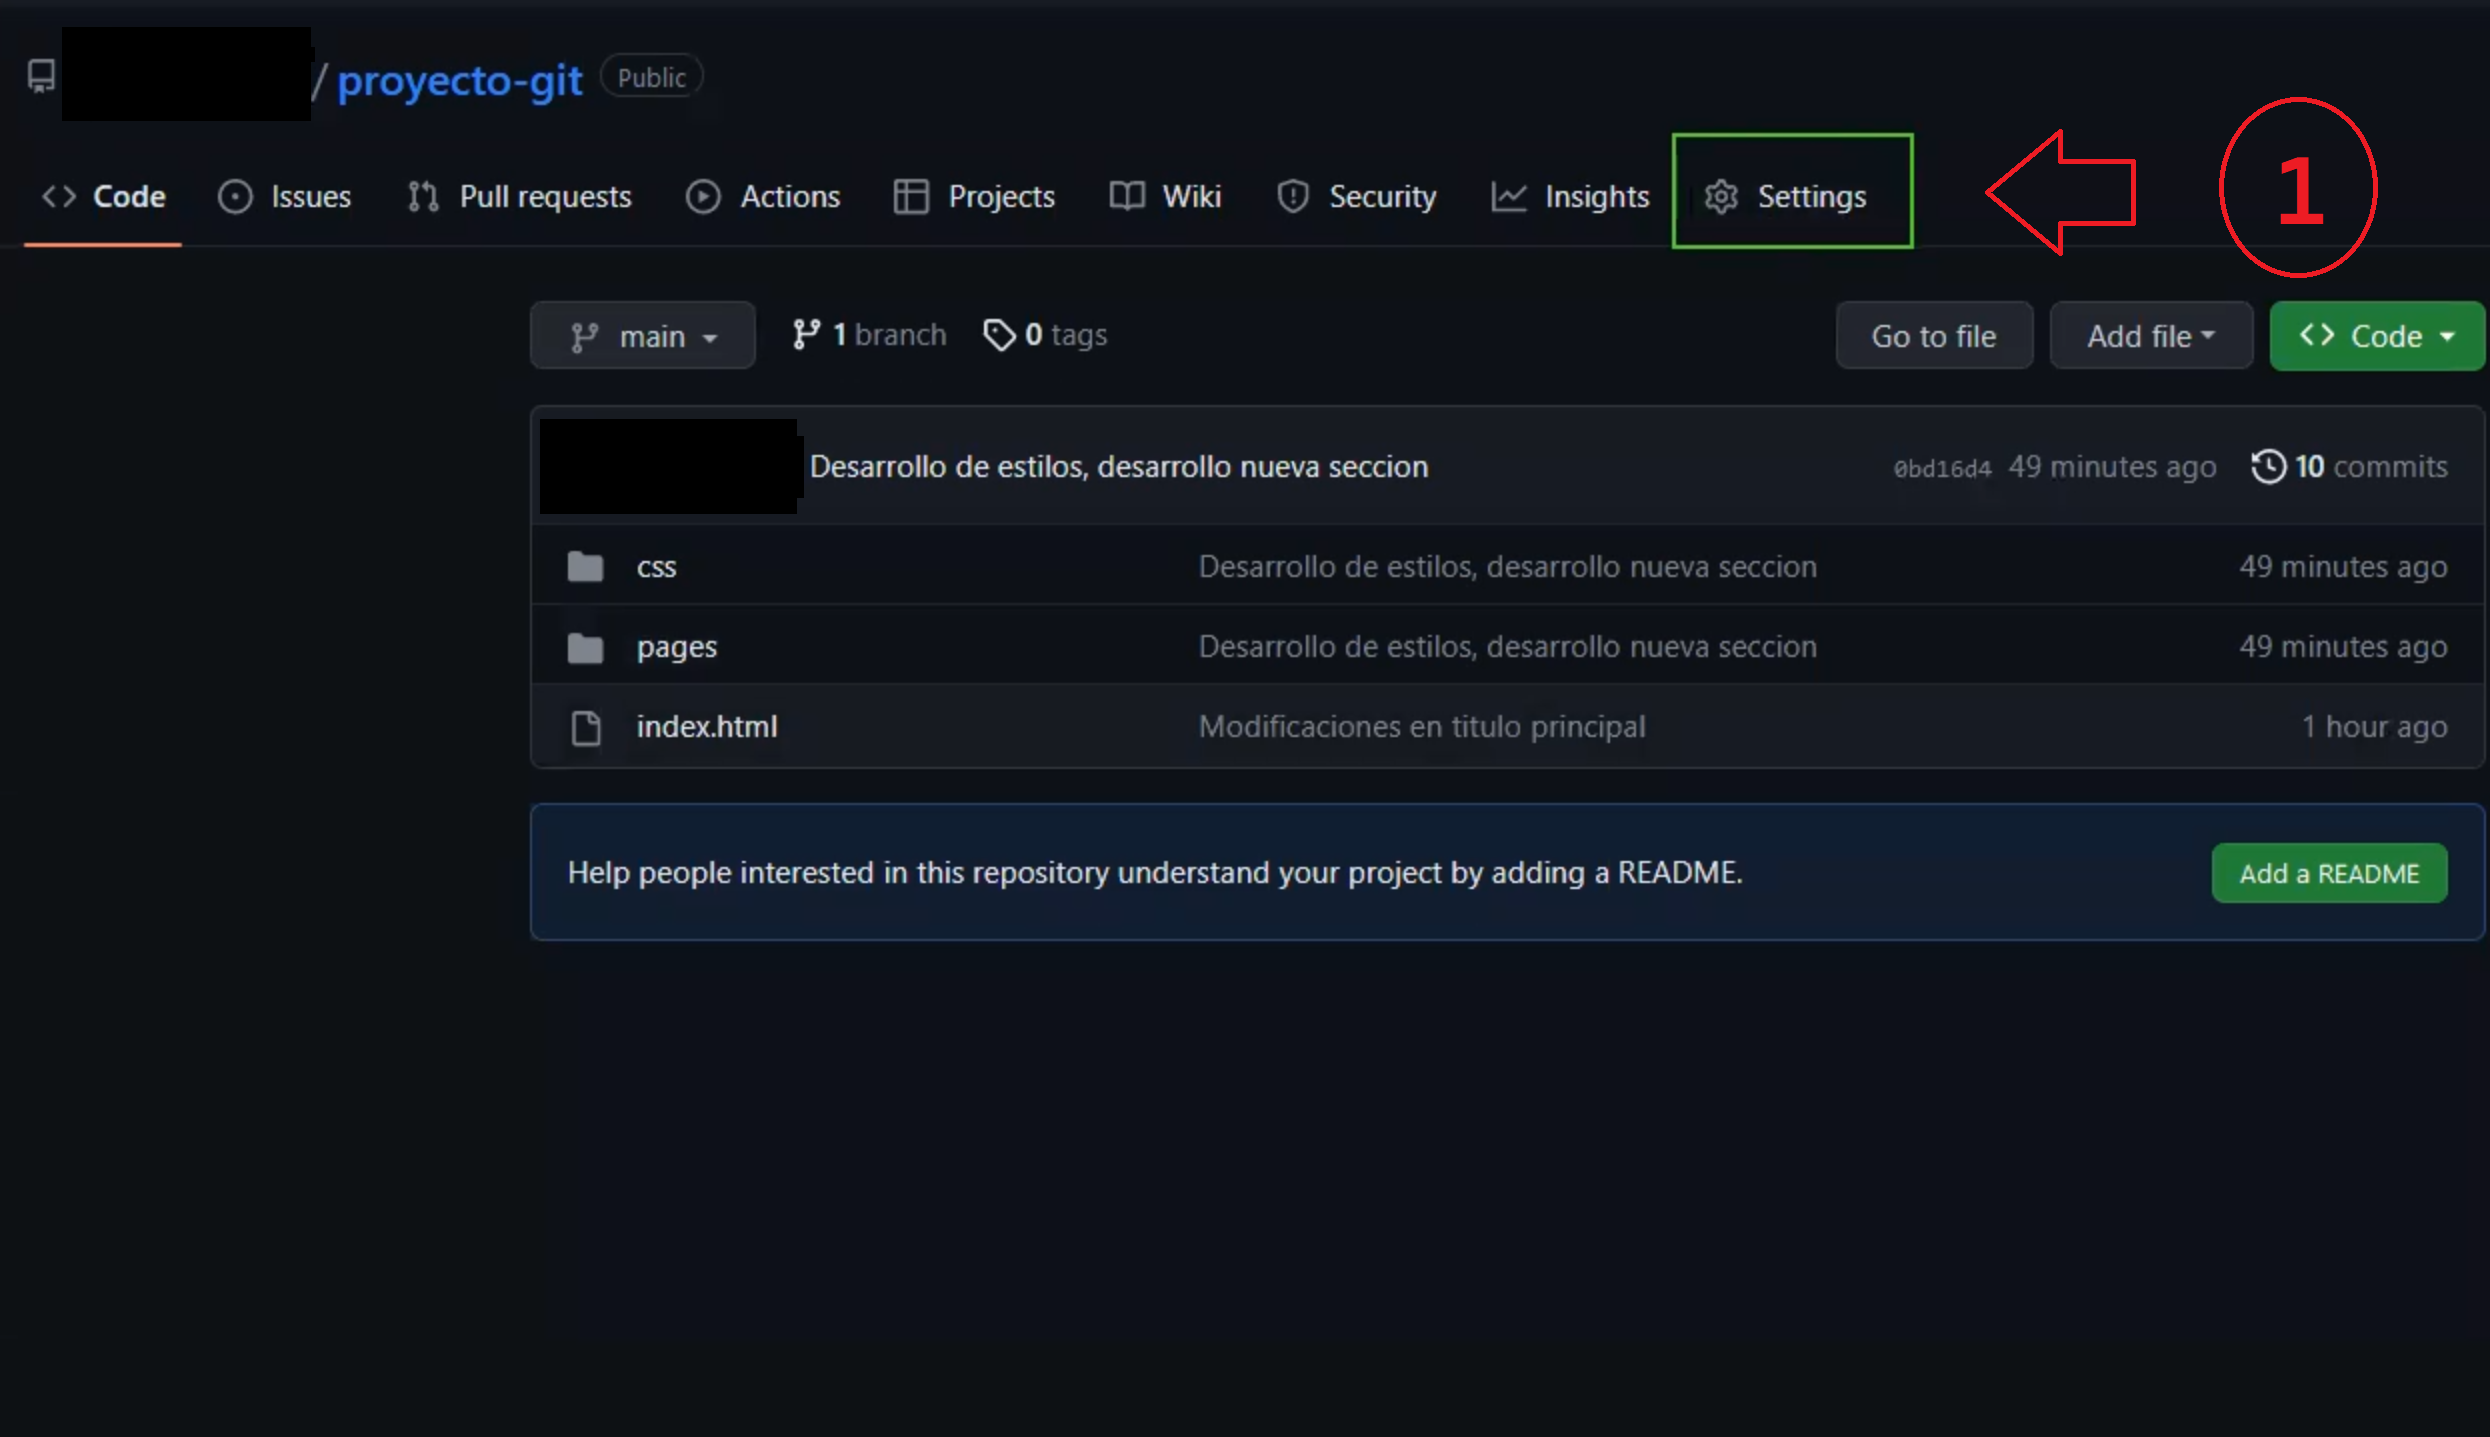 / proyecto-git Public
Code Issues Pull requests Actions Projects Wiki Security Insights Settings
1
main 1 branch 0 tags Go to file Add file Code
Desarrollo de estilos, desarrollo nueva seccion 0bd16d4 49 minutes ago 10 commits
css Desarrollo de estilos, desarrollo nueva seccion 49 minutes ago
pages Desarrollo de estilos, desarrollo nueva seccion 49 minutes ago
index.html Modificaciones en titulo principal 1 hour ago
Help people interested in this repository understand your project by adding a README. Add a README